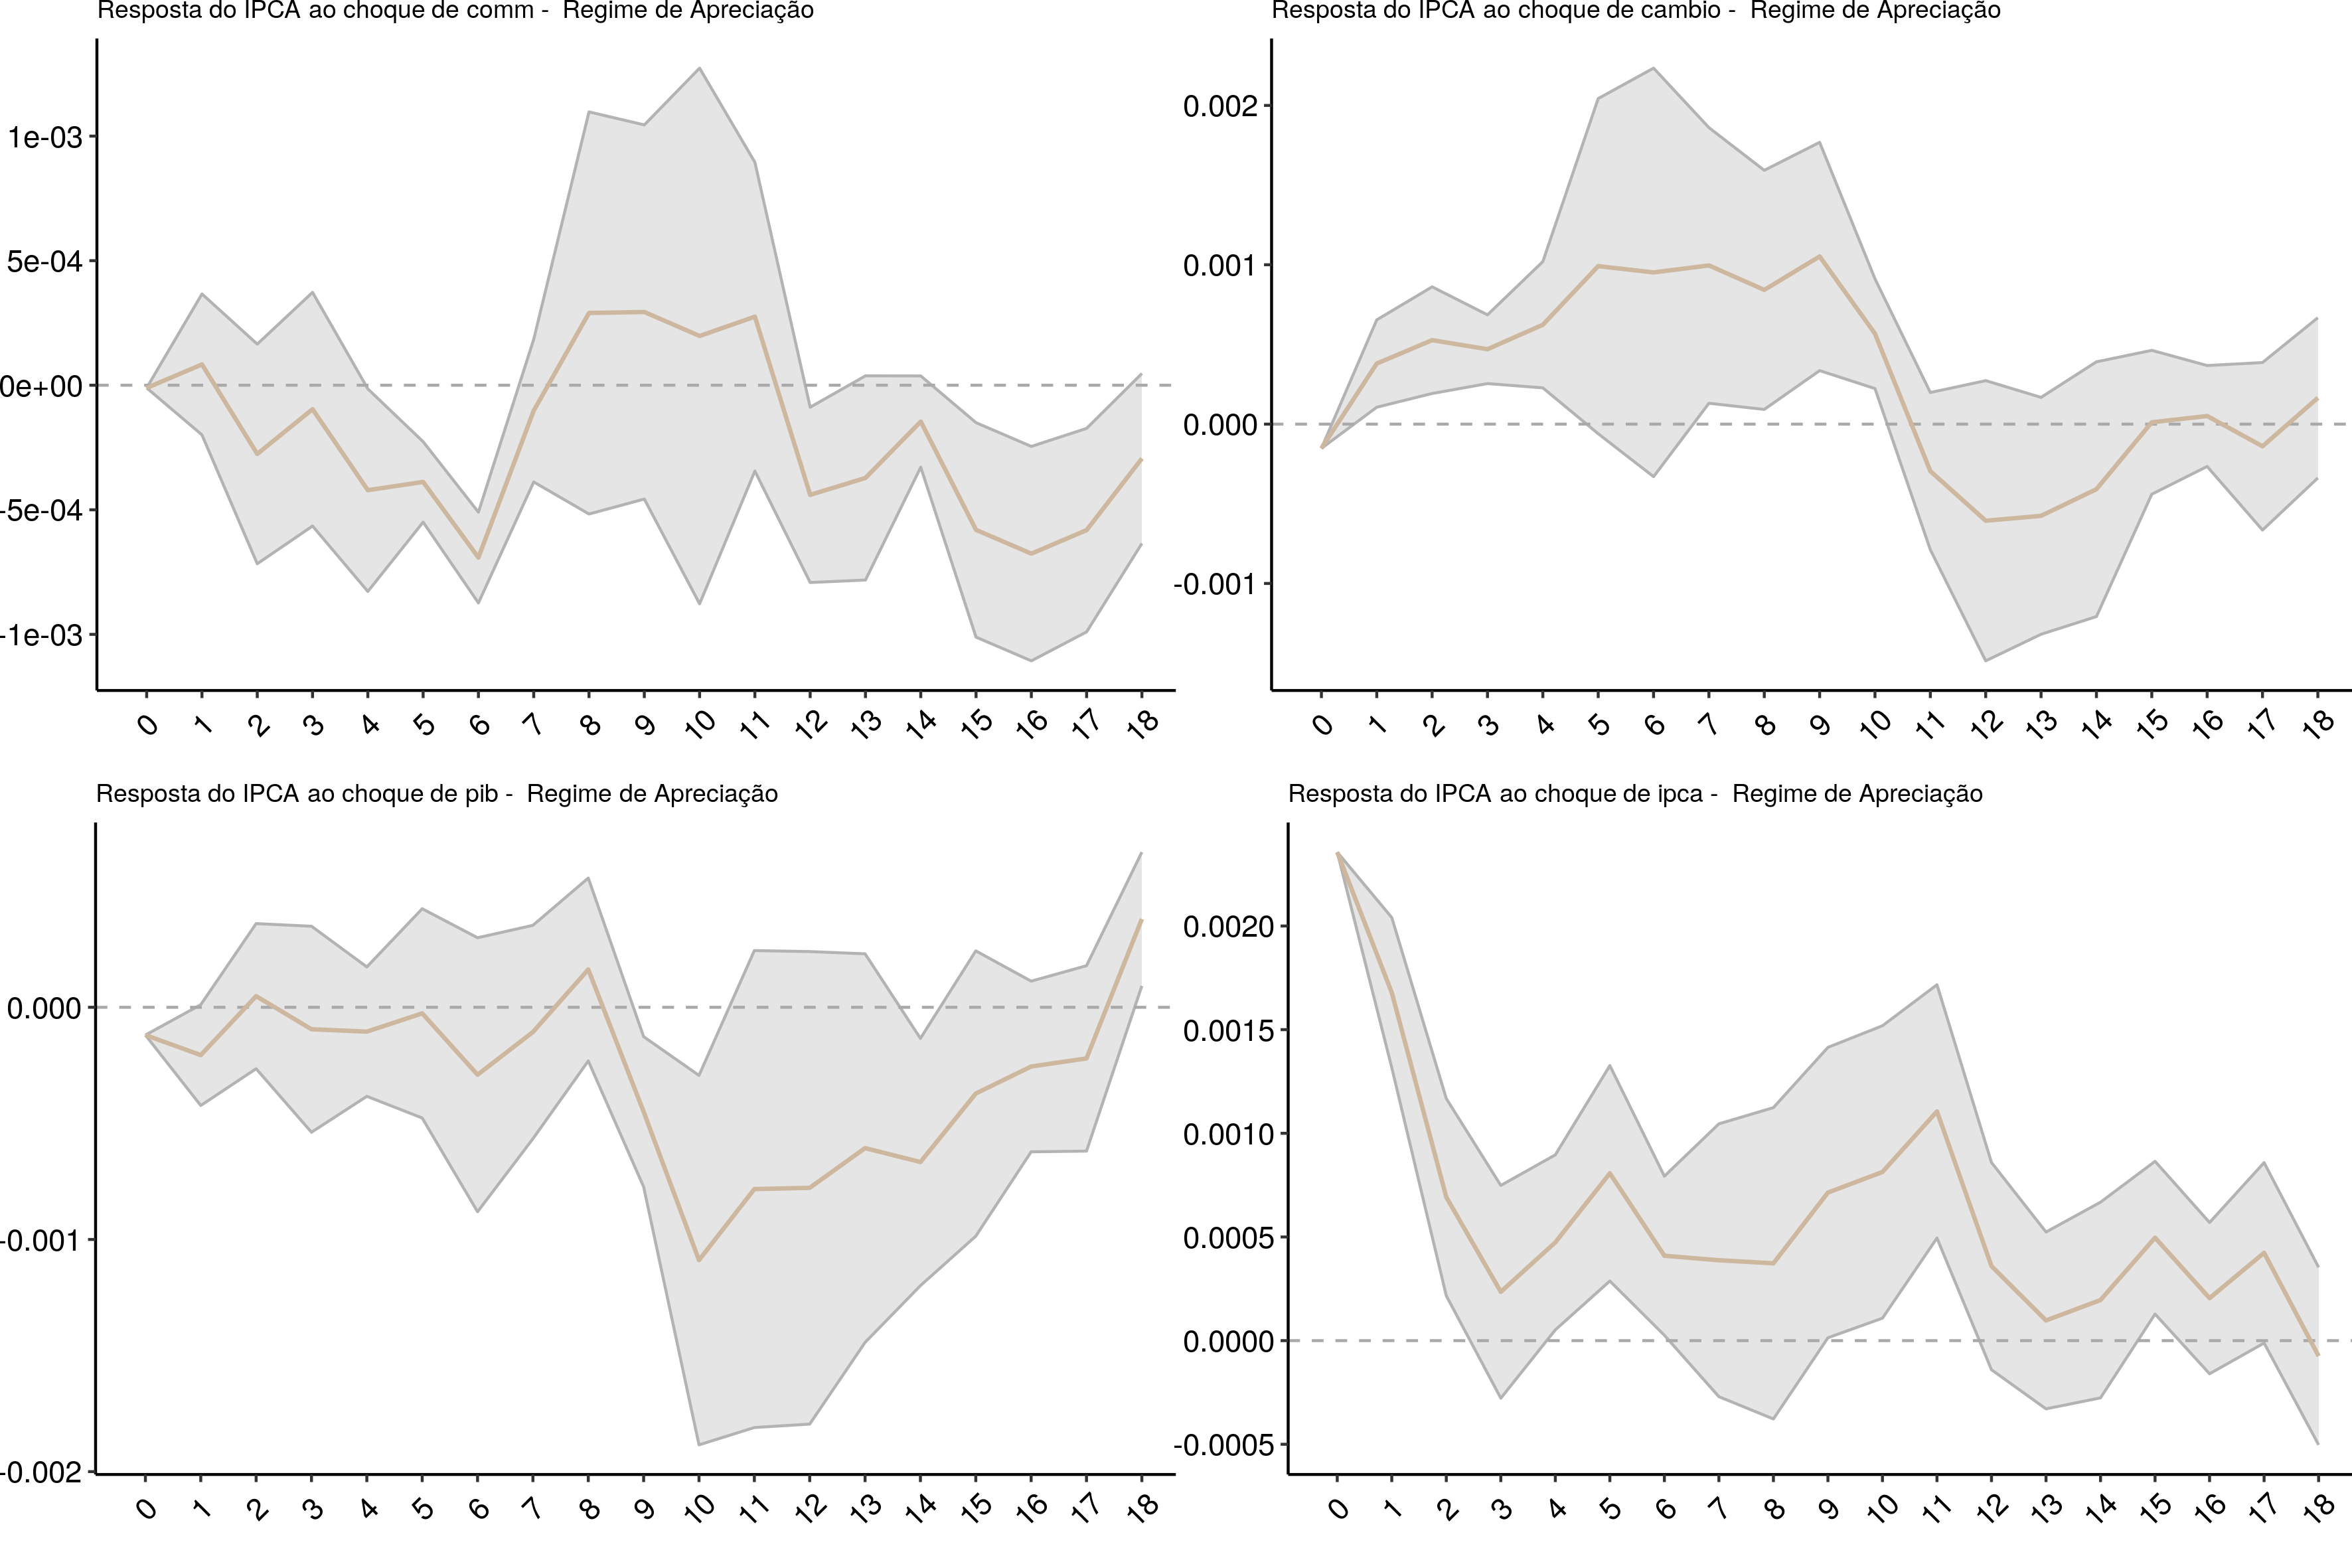 Resposta do IPCA ao choque de comm - Regime de Apreciação
1e-03
5e-04
0e+00
-5e-04
-1e-03
0 1 2 3 4 5 6 7 8 9 10 11 12 13 14 15 16 17 18
Resposta do IPCA ao choque de cambio - Regime de Apreciação
0.002
0.001
0.000
-0.001
0 1 2 3 4 5 6 7 8 9 10 11 12 13 14 15 16 17 18
Resposta do IPCA ao choque de pib - Regime de Apreciação
0.000
-0.001
-0.002
0 1 2 3 4 5 6 7 8 9 10 11 12 13 14 15 16 17 18
Resposta do IPCA ao choque de ipca - Regime de Apreciação
0.0020
0.0015
0.0010
0.0005
0.0000
-0.0005
0 1 2 3 4 5 6 7 8 9 10 11 12 13 14 15 16 17 18